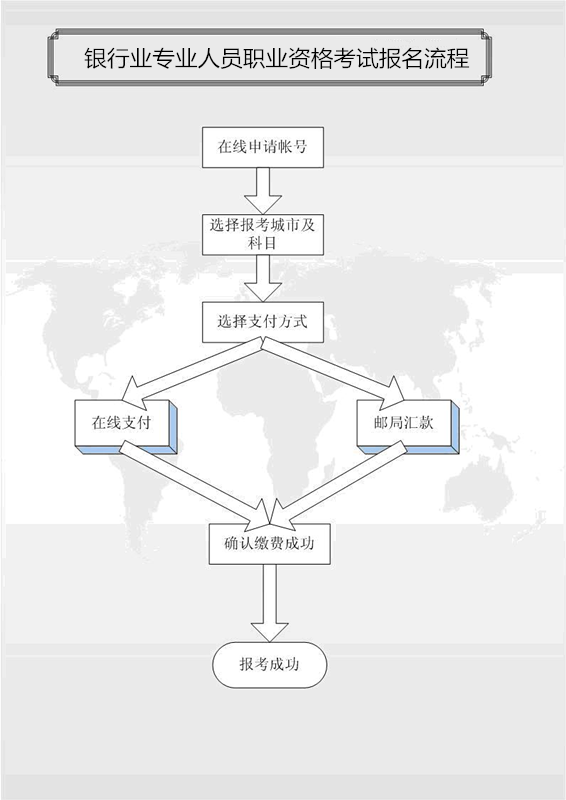 银行业专业人员职业资格考试报名流程
在线申请帐号
选择报考城市及
科目
选择支付方式
在线支付
邮局汇款
确认缴费成功
报考成功